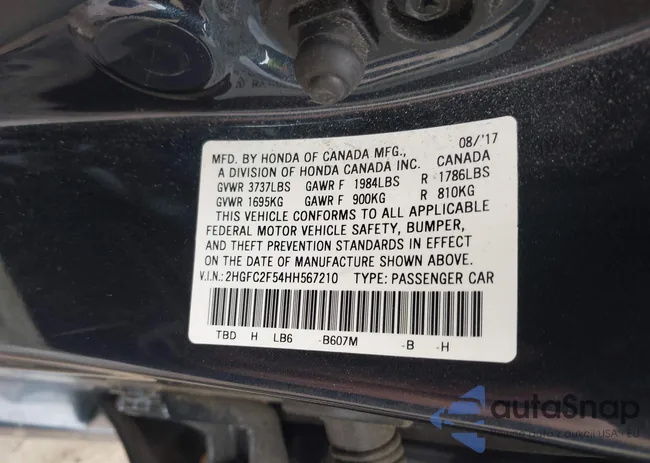 MFD. BY HONDA OF CANADA MFG., 08/'17
A DIVISION OF HONDA CANADA INC. CANADA
GVWR 3737LBS GAWR F 1984LBS R 1786LBS
GVWR 1695KG GAWR F 900KG R 810KG
THIS VEHICLE CONFORMS TO ALL APPLICABLE
FEDERAL MOTOR VEHICLE SAFETY, BUMPER,
AND THEFT PREVENTION STANDARDS IN EFFECT
ON THE DATE OF MANUFACTURE SHOWN ABOVE.
V.I.N.: 2HGFC2F54HH567210 TYPE: PASSENGER CAR
TBD H LB6 -B607M -B -H
autoSnap